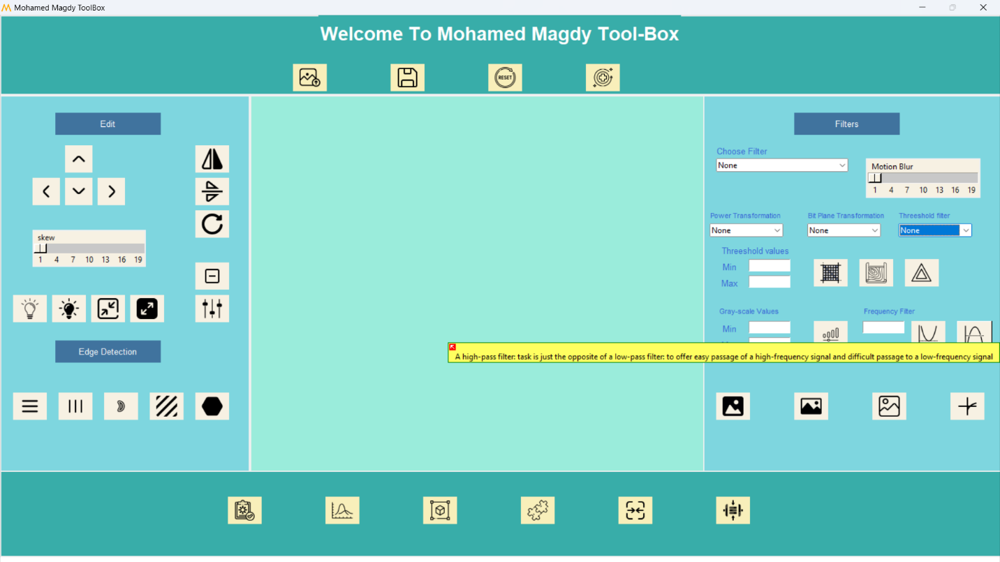 Mohamed Magdy ToolBox
Welcome To Mohamed Magdy Tool-Box
RESET
Edit
skew
1 4 7 10 13 16 19
Edge Detection
Filters
Choose Filter
None
Motion Blur
1 4 7 10 13 16 19
Power Transformation
Bit Plane Transformation
Threeshold filter
None
None
None
Threeshold values
Min
Max
Gray-scale Values
Frequency Filter
Min
A high-pass filter: task is just the opposite of a low-pass filter: to offer easy passage of a high-frequency signal and difficult passage to a low-frequency signal